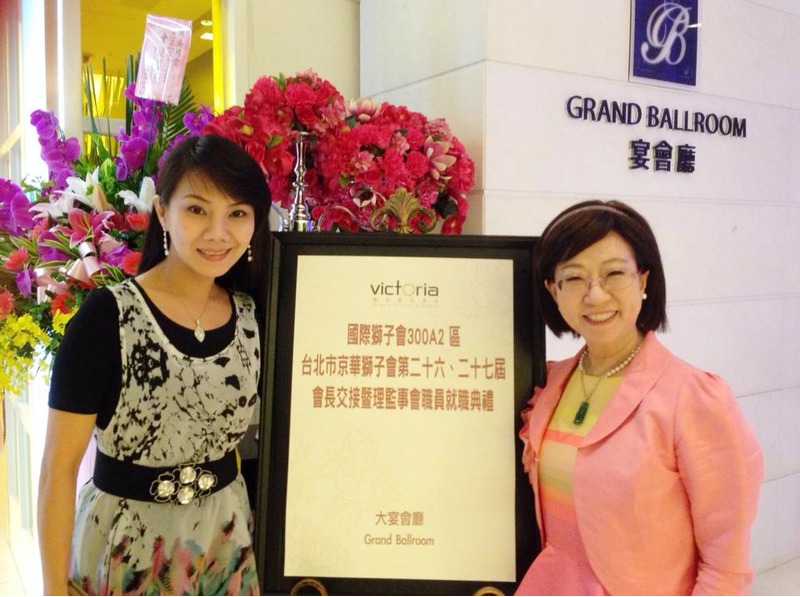 B
GRAND BALLROOM
宴會廳
victoria
國際獅子會300A2 區
台北市京華獅子會第二十六、二十七屆
會長交接暨理監事會職員就職典禮
大宴會廳
Grand Ballroom